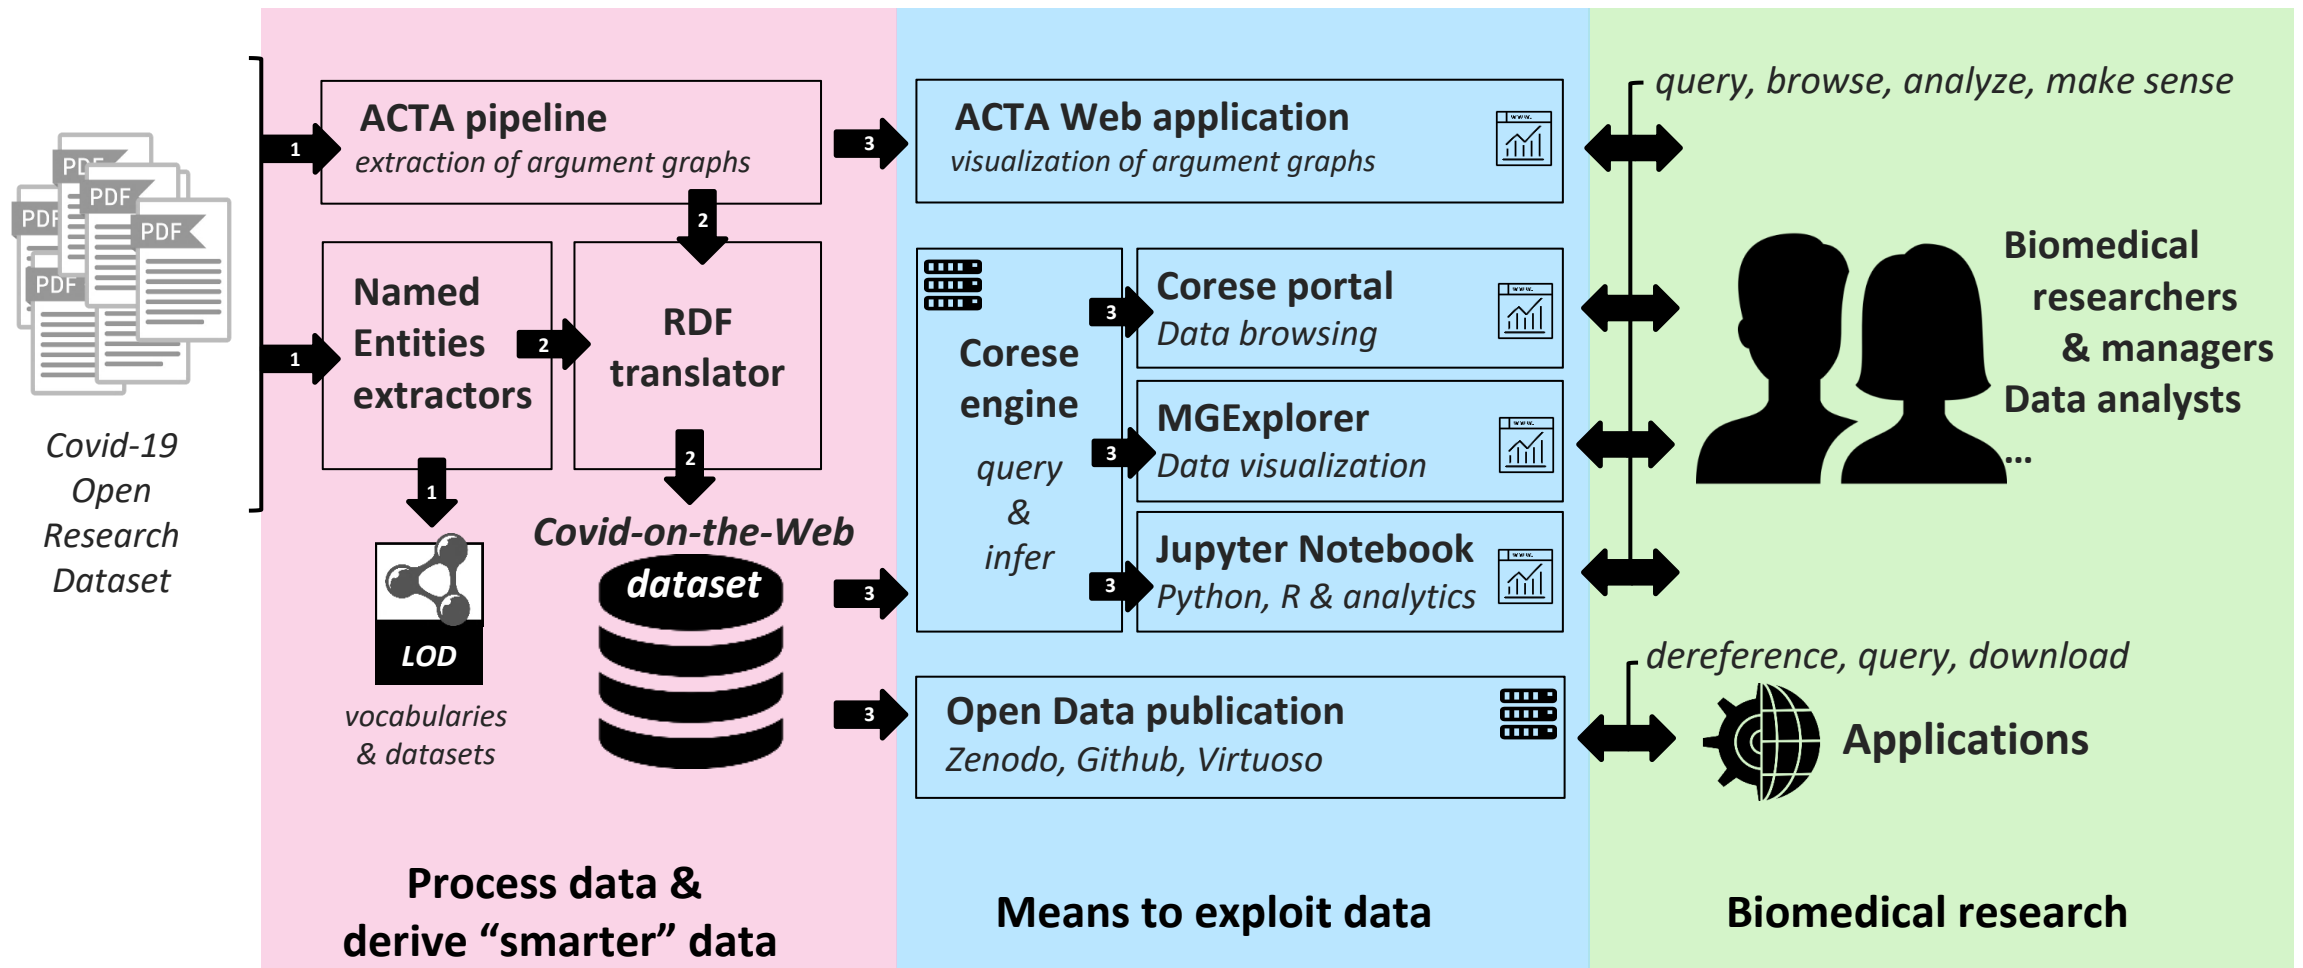 PDF
PDF
PDF
PDF
PDF
Covid-19
Open
Research
Dataset
1
ACTA pipeline
extraction of argument graphs
2
1
Named
Entities
extractors
2
RDF
translator
1
2
LOD
vocabularies
& datasets
Covid-on-the-Web
dataset
Process data &
derive “smarter” data
3
ACTA Web application
visualization of argument graphs
www.
3
Corese
engine
query
&
infer
3
Corese portal
Data browsing
www.
3
MGExplorer
Data visualization
www.
3
Jupyter Notebook
Python, R & analytics
www.
3
Open Data publication
Zenodo, Github, Virtuoso
Means to exploit data
query, browse, analyze, make sense
Biomedical
researchers
& managers
Data analysts
...
dereference, query, download
Applications
Biomedical research